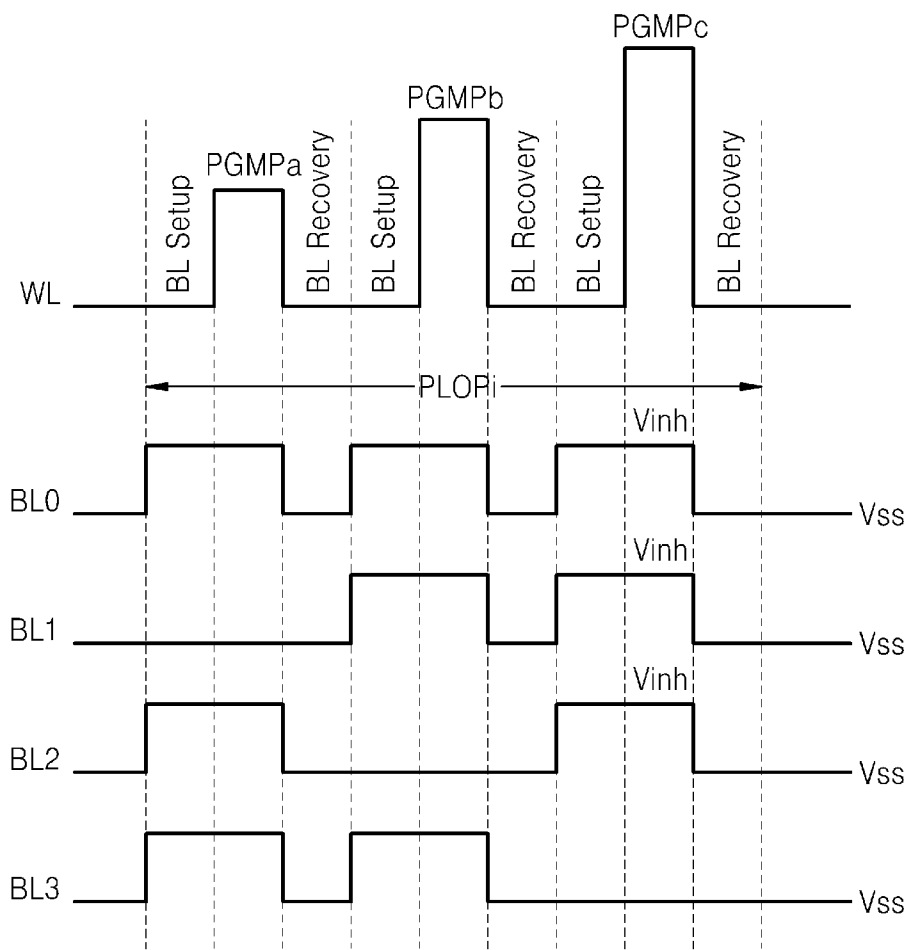 PGMPc
PGMPb
PGMPa
BL Setup
BL Recovery
BL Setup
BL Recovery
BL Setup
BL Recovery
WL
PLOPi
Vinh
BL0
Vss
Vinh
BL1
Vss
Vinh
BL2
Vss
BL3
Vss